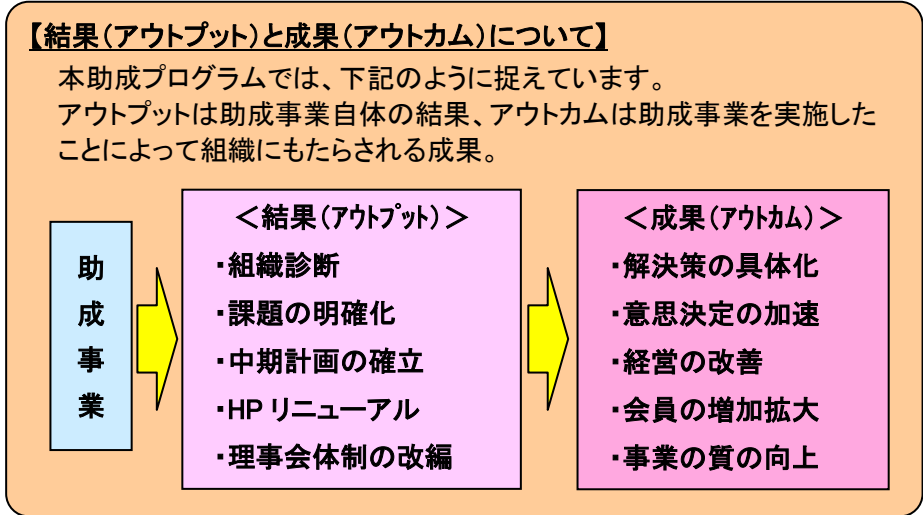 【結果(アウトプット)と成果(アウトカム)について】
本助成プログラムでは、下記のように捉えています。
アウトプットは助成事業自体の結果、アウトカムは助成事業を実施した
ことによって組織にもたらされる成果。
助成事業
＜結果(アウトプット)＞
・組織診断
・課題の明確化
・中期計画の確立
・HPリニューアル
・理事会体制の改編
＜成果(アウトカム)＞
・解決策の具体化
・意思決定の加速
・経営の改善
・会員の増加拡大
・事業の質の向上